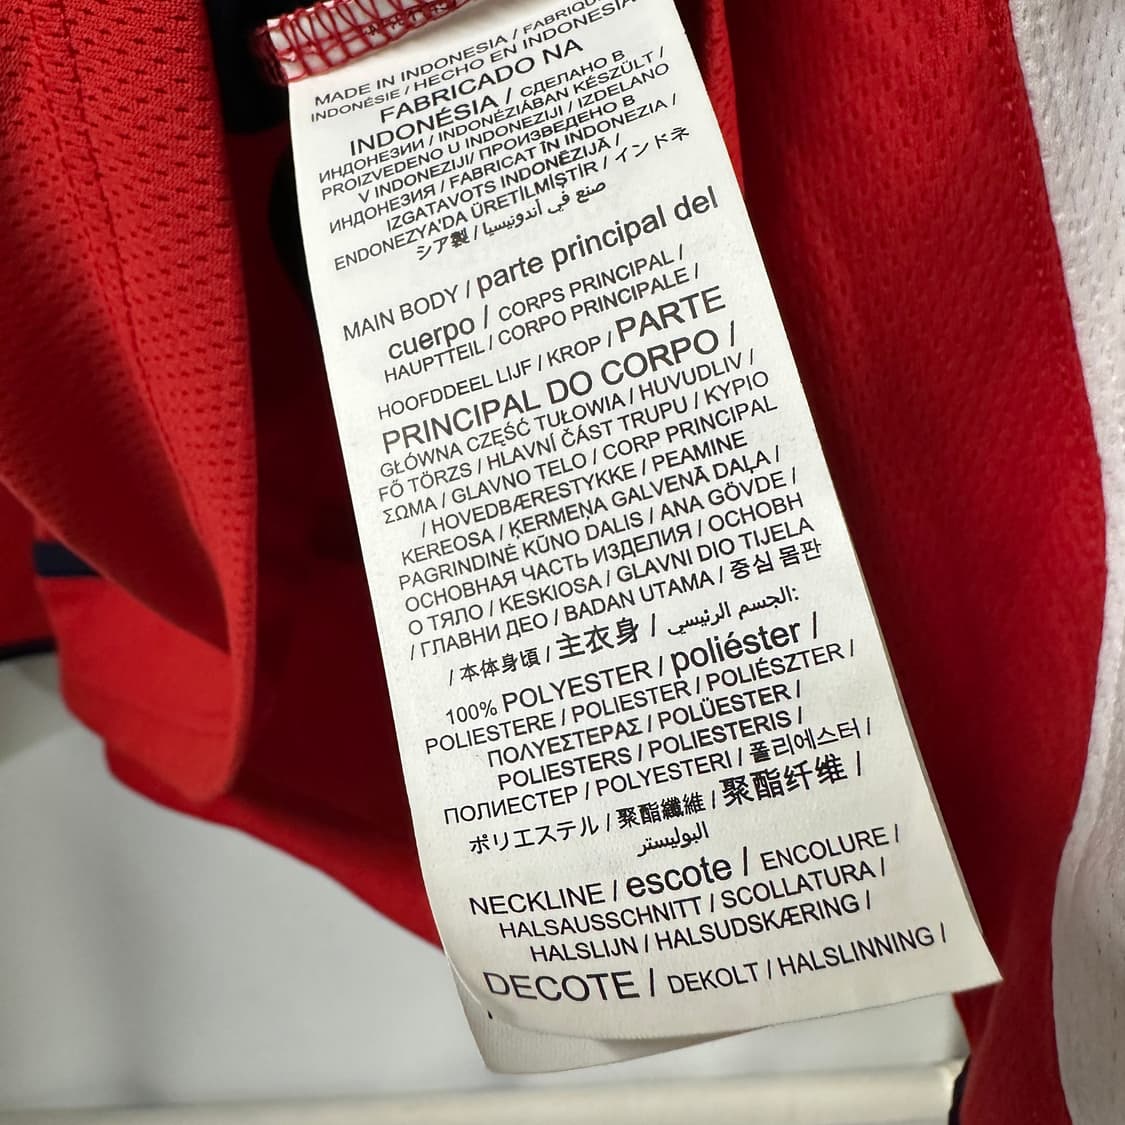 MADE IN INDONESIA / FABRIQUÉ
INDONÉSIE / HECHO EN INDONESIA
FABRICADO NA
INDONÉSIA / СДЕЛАНО В
ИНДОНЕЗИИ / INDONÉZIÁBAN KÉSZÜLT /
PROIZVEDENO U INDONEZIJI / IZDELANO
V INDONEZIJI / ПРОИЗВЕДЕНО В
ИНДОНЕЗИЯ / FABRICAT ÎN INDONEZIA /
IZGATAVOTS INDONĒZIJĀ /
ENDONEZYA'DA ÜRETİLMİŞTİR / インドネ
シア製 / صنع في أندونيسيا
MAIN BODY / parte principal del
cuerpo / CORPS PRINCIPAL /
HAUPTTEIL / CORPO PRINCIPALE /
HOOFDDEEL LIJF / KROP / PARTE
PRINCIPAL DO CORPO /
GŁÓWNA CZĘŚĆ TUŁOWIA / HUVUDLIV /
FŐ TÖRZS / HLAVNÍ ČÁST TRUPU / ΚΥΡΙΟ
ΣΩΜΑ / GLAVNO TELO / CORP PRINCIPAL
/ HOVEDBÆRESTYKKE / PEAMINE
KEREOSA / ĶERMEŅA GALVENĀ DAĻA /
PAGRINDINĖ KŪNO DALIS / ANA GÖVDE /
ОСНОВНАЯ ЧАСТЬ ИЗДЕЛИЯ / ОСНОВН
О ТЯЛО / KESKIOSA / GLAVNI DIO TIJELA
/ ГЛАВНИ ДЕО / BADAN UTAMA / 중심 몸판
/ 本体身頃 / 主衣身 / الجسم الرئيسي:
100% POLYESTER / poliéster /
POLIESTERE / POLIESTER / POLIÉSZTER /
ΠΟΛΥΕΣΤΕΡΑΣ / POLÜESTER /
POLIESTERS / POLIESTERIS /
ПОЛИЕСТЕР / POLYESTERI / 폴리에스터 /
ポリエステル / 聚酯纖維 / 聚酯纤维 /
البوليستر
NECKLINE / escote / ENCOLURE /
HALSAUSSCHNITT / SCOLLATURA /
HALSLIJN / HALSUDSKÆRING /
DECOTE / DEKOLT / HALSLINNING /